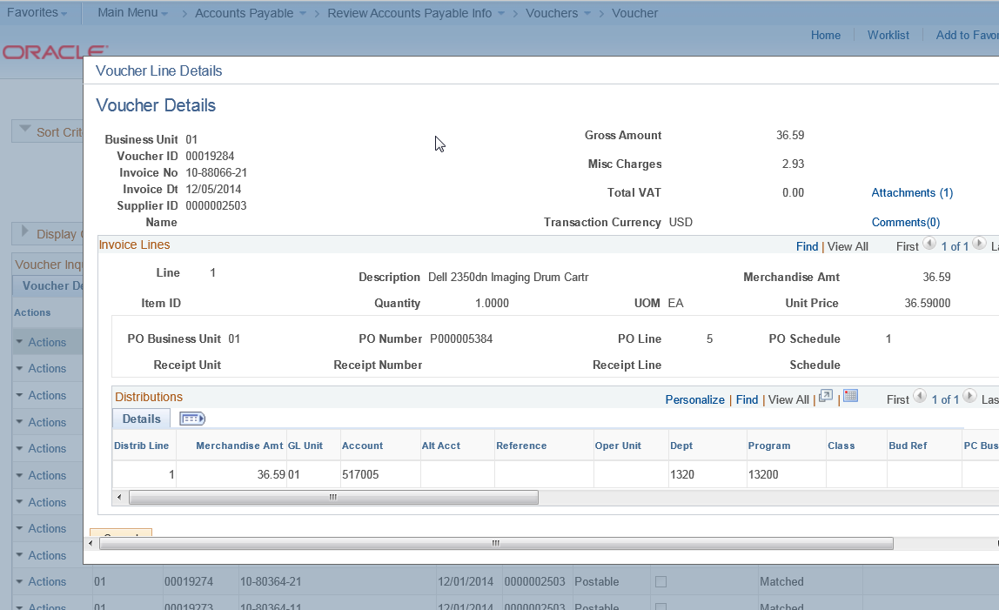 Favorites Main Menu > Accounts Payable > Review Accounts Payable Info > Vouchers > Voucher
Home Worklist Add to Favor
ORACLE
Voucher Line Details
Voucher Details
Sort Crit
Business Unit 01
Voucher ID 00019284
Invoice No 10-88066-21
Invoice Dt 12/05/2014
Supplier ID 0000002503
Name
Gross Amount 36.59
Misc Charges 2.93
Total VAT 0.00 Attachments (1)
Transaction Currency USD Comments(0)
Display
Invoice Lines Find | View All First 1 of 1 La
Voucher Inqu
Voucher De
Actions
Line 1 Description Dell 2350dn Imaging Drum Cartr Merchandise Amt 36.59
Item ID Quantity 1.0000 UOM EA Unit Price 36.59000
PO Business Unit 01 PO Number P000005384 PO Line 5 PO Schedule 1
Receipt Unit Receipt Number Receipt Line Schedule
Distributions Personalize | Find | View All | | First 1 of 1 Las
Details
Distrib Line Merchandise Amt GL Unit Account Alt Acct Reference Oper Unit Dept Program Class Bud Ref PC Bus
1 36.59 01 517005 1320 13200
Actions
Actions
Actions
Actions
Actions
Actions
Actions
Actions
Actions
Actions 01 00019274 10-80364-21 12/01/2014 0000002503 Postable Matched
Actions 01 00019273 10-80364-11 12/01/2014 0000002503 Postable Matched